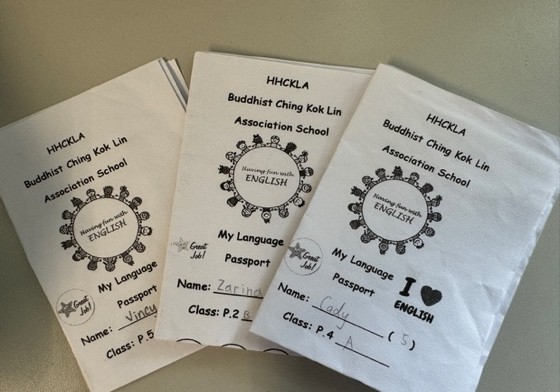 HHCKLA
Buddhist Ching Kok Lin
Association School
Having fun with
ENGLISH
Great
Job!
My Language
Passport
Name: Vincy
Class: P.5
HHCKLA
Buddhist Ching Kok Lin
Association School
Having fun with
ENGLISH
Great
Job!
My Language
Passport
Name: Zarina
Class: P.2 B
HHCKLA
Buddhist Ching Kok Lin
Association School
Having fun with
ENGLISH
Great
Job!
My Language
Passport
I
ENGLISH
Name: Cody (5)
Class: P.4 A